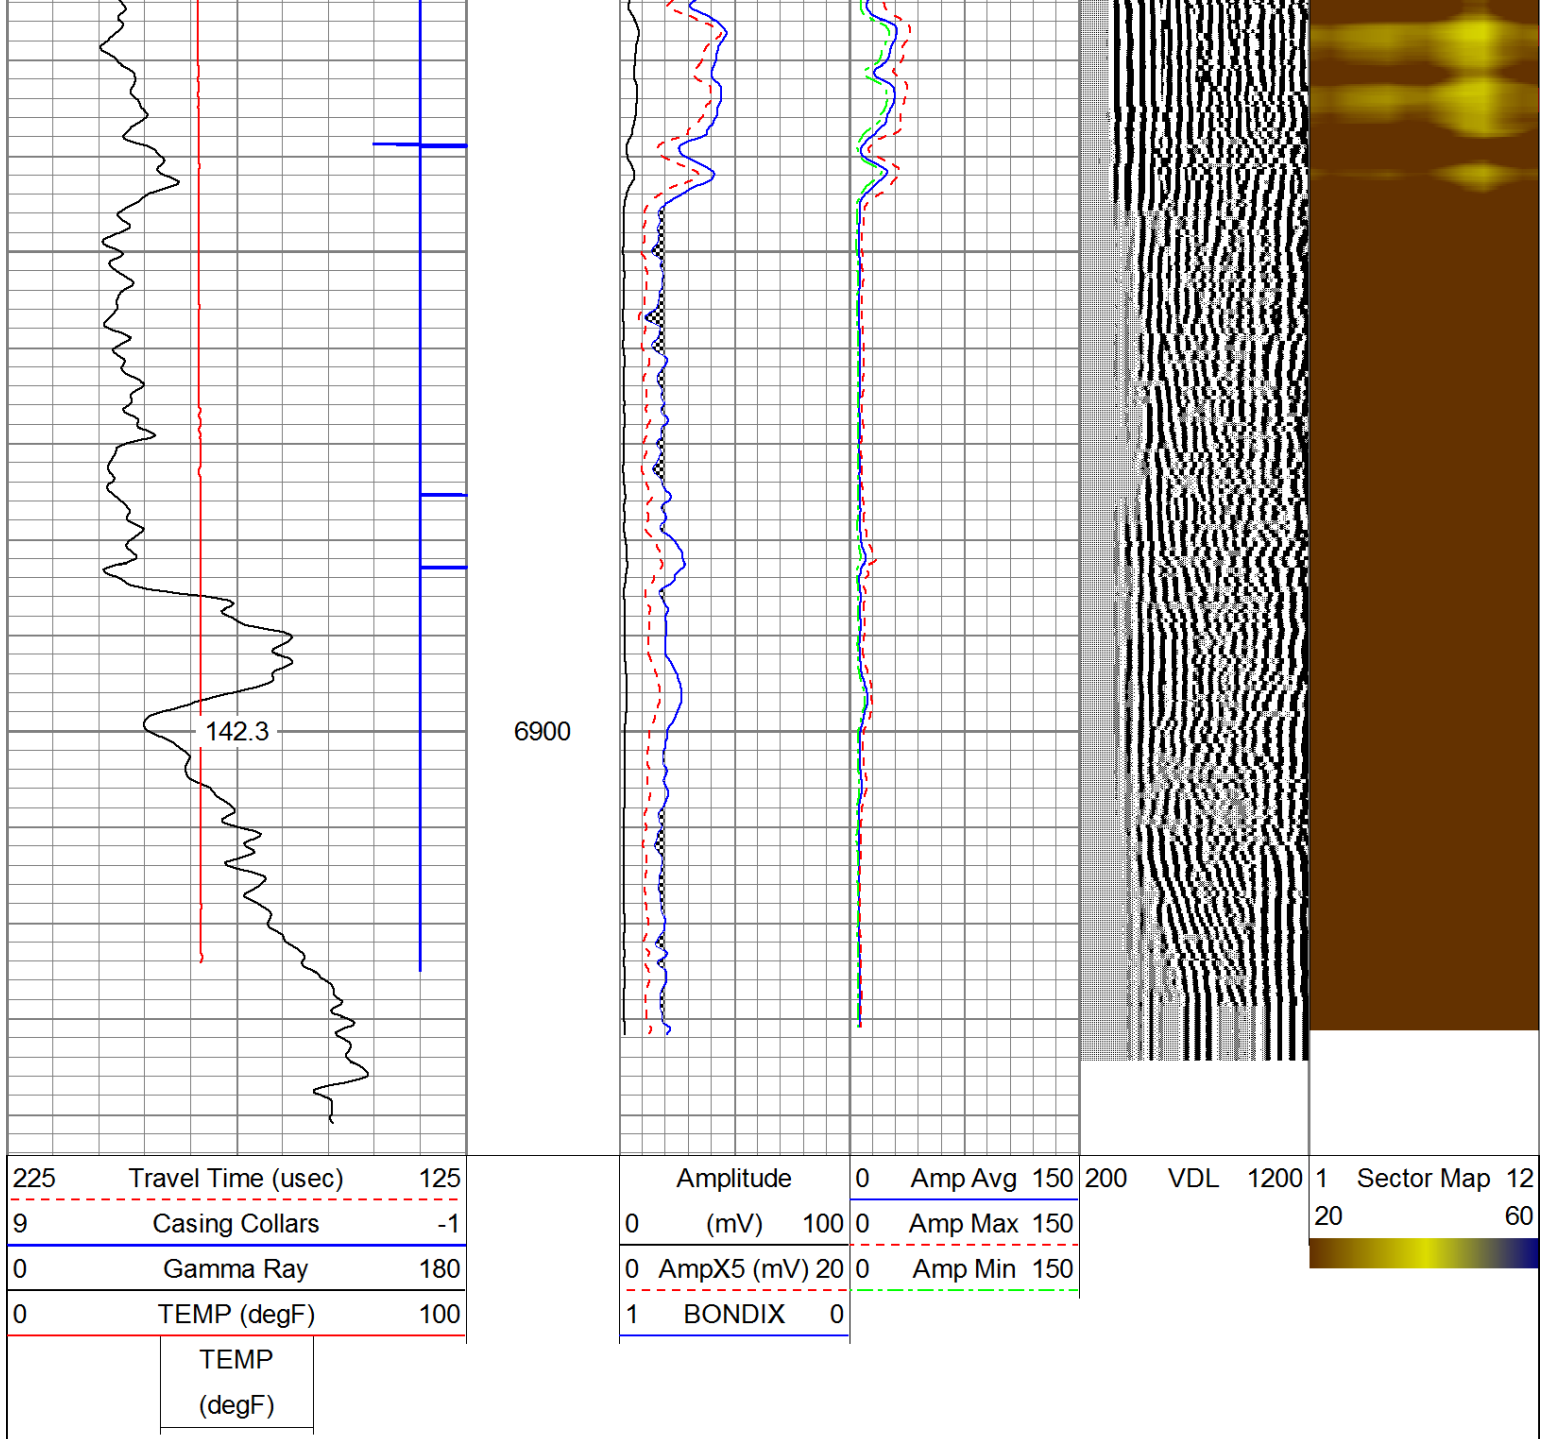 142.3
6900
225 Travel Time (usec) 125
9 Casing Collars -1
0 Gamma Ray 180
0 TEMP (degF) 100
TEMP
(degF)
Amplitude
0 (mV) 100
0 AmpX5 (mV) 20
1 BONDIX 0
0 Amp Avg 150
0 Amp Max 150
0 Amp Min 150
200 VDL 1200
1 Sector Map 12
20 60